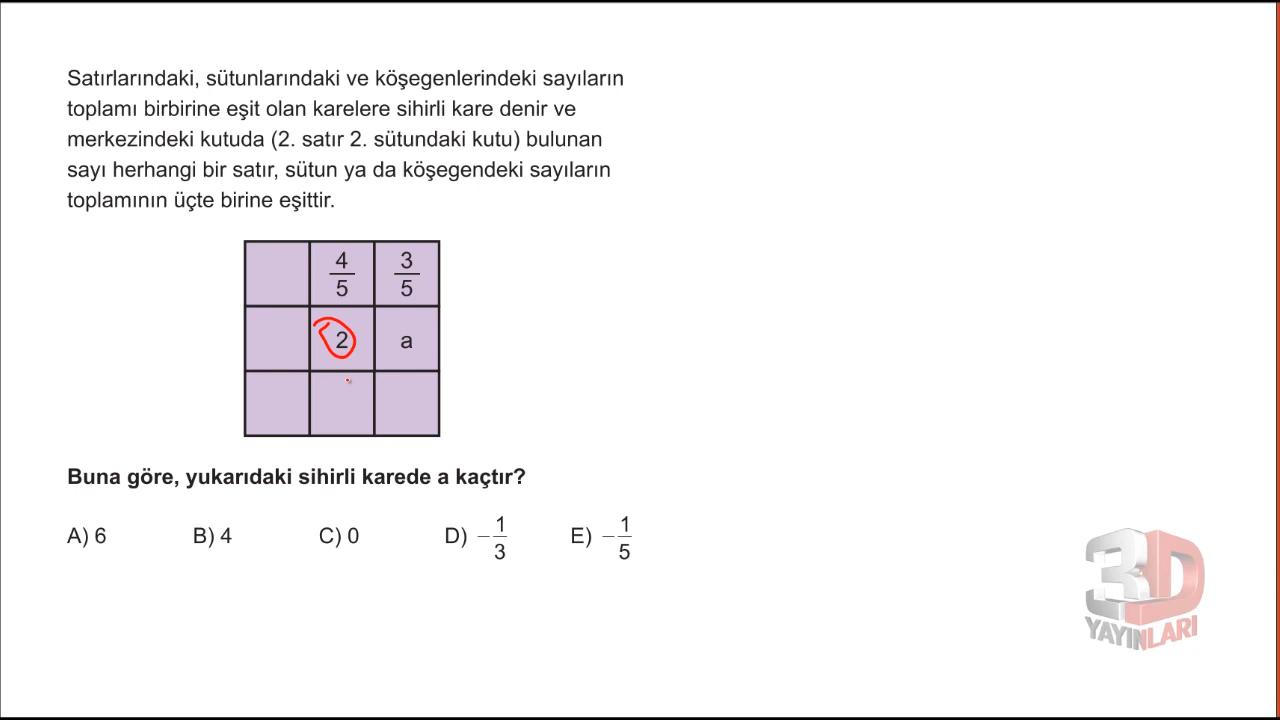 Satırlarındaki, sütunlarındaki ve köşegenlerindeki sayıların
toplamı birbirine eşit olan karelere sihirli kare denir ve
merkezindeki kutuda (2. satır 2. sütundaki kutu) bulunan
sayı herhangi bir satır, sütun ya da köşegendeki sayıların
toplamının üçte birine eşittir.
4/5 3/5
2 a
Buna göre, yukarıdaki sihirli karede a kaçtır?
A) 6 B) 4 C) 0 D) −1/3 E) −1/5
3D
YAYINLARI